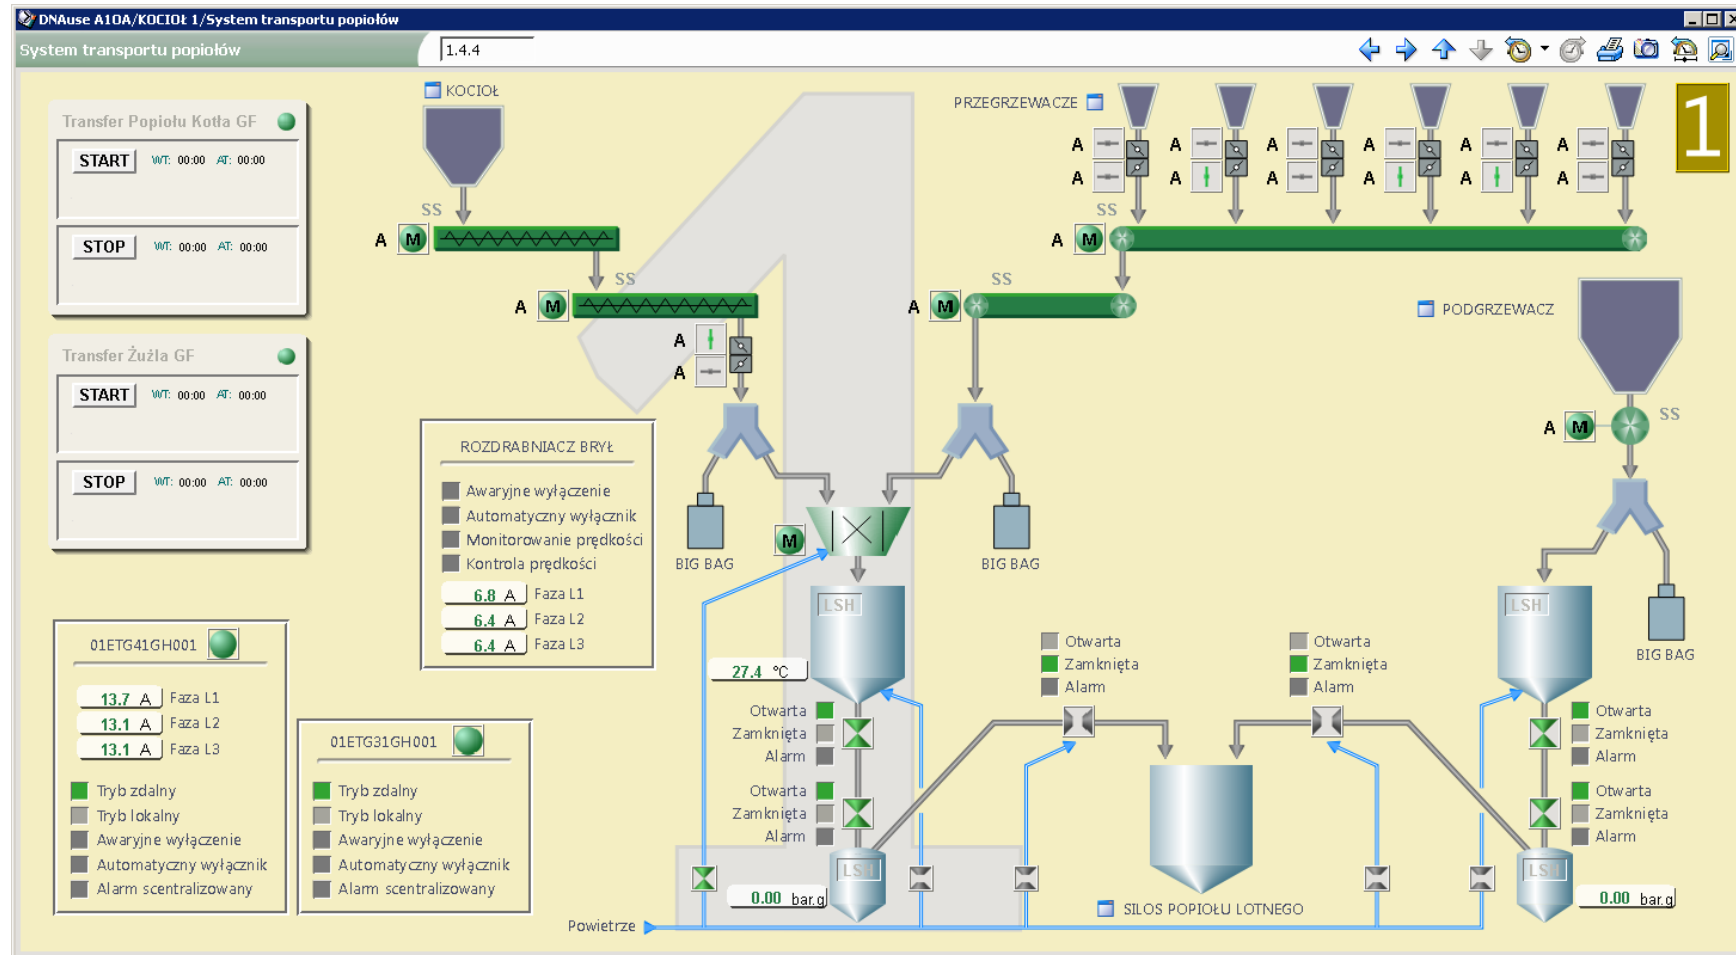 DNAuse A10A/KOCIOŁ 1/System transportu popiołów
System transportu popiołów
1.4.4
KOCIOŁ
PRZEGRZEWACZE
1
Transfer Popiołu Kotła GF
START WT: 00:00 AT: 00:00
STOP WT: 00:00 AT: 00:00
Transfer Żużla GF
START WT: 00:00 AT: 00:00
STOP WT: 00:00 AT: 00:00
A A A A A A
A A A A A A
SS
A M
SS
A M
SS
A M
SS
A M
A
A
PODGRZEWACZ
SS
A M
ROZDRABNIACZ BRYŁ
Awaryjne wyłączenie
Automatyczny wyłącznik
Monitorowanie prędkości
Kontrola prędkości
6.8 A Faza L1
6.4 A Faza L2
6.4 A Faza L3
BIG BAG
M
BIG BAG
BIG BAG
LSH
27.4 °C
LSH
01ETG41GH001
13.7 A Faza L1
13.1 A Faza L2
13.1 A Faza L3
Tryb zdalny
Tryb lokalny
Awaryjne wyłączenie
Automatyczny wyłącznik
Alarm scentralizowany
01ETG31GH001
Tryb zdalny
Tryb lokalny
Awaryjne wyłączenie
Automatyczny wyłącznik
Alarm scentralizowany
Otwarta
Zamknięta
Alarm
Otwarta
Zamknięta
Alarm
Otwarta
Zamknięta
Alarm
Otwarta
Zamknięta
Alarm
Otwarta
Zamknięta
Alarm
Otwarta
Zamknięta
Alarm
LSH
0.00 bar.g
LSH
0.00 bar.g
SILOS POPIOŁU LOTNEGO
Powietrze